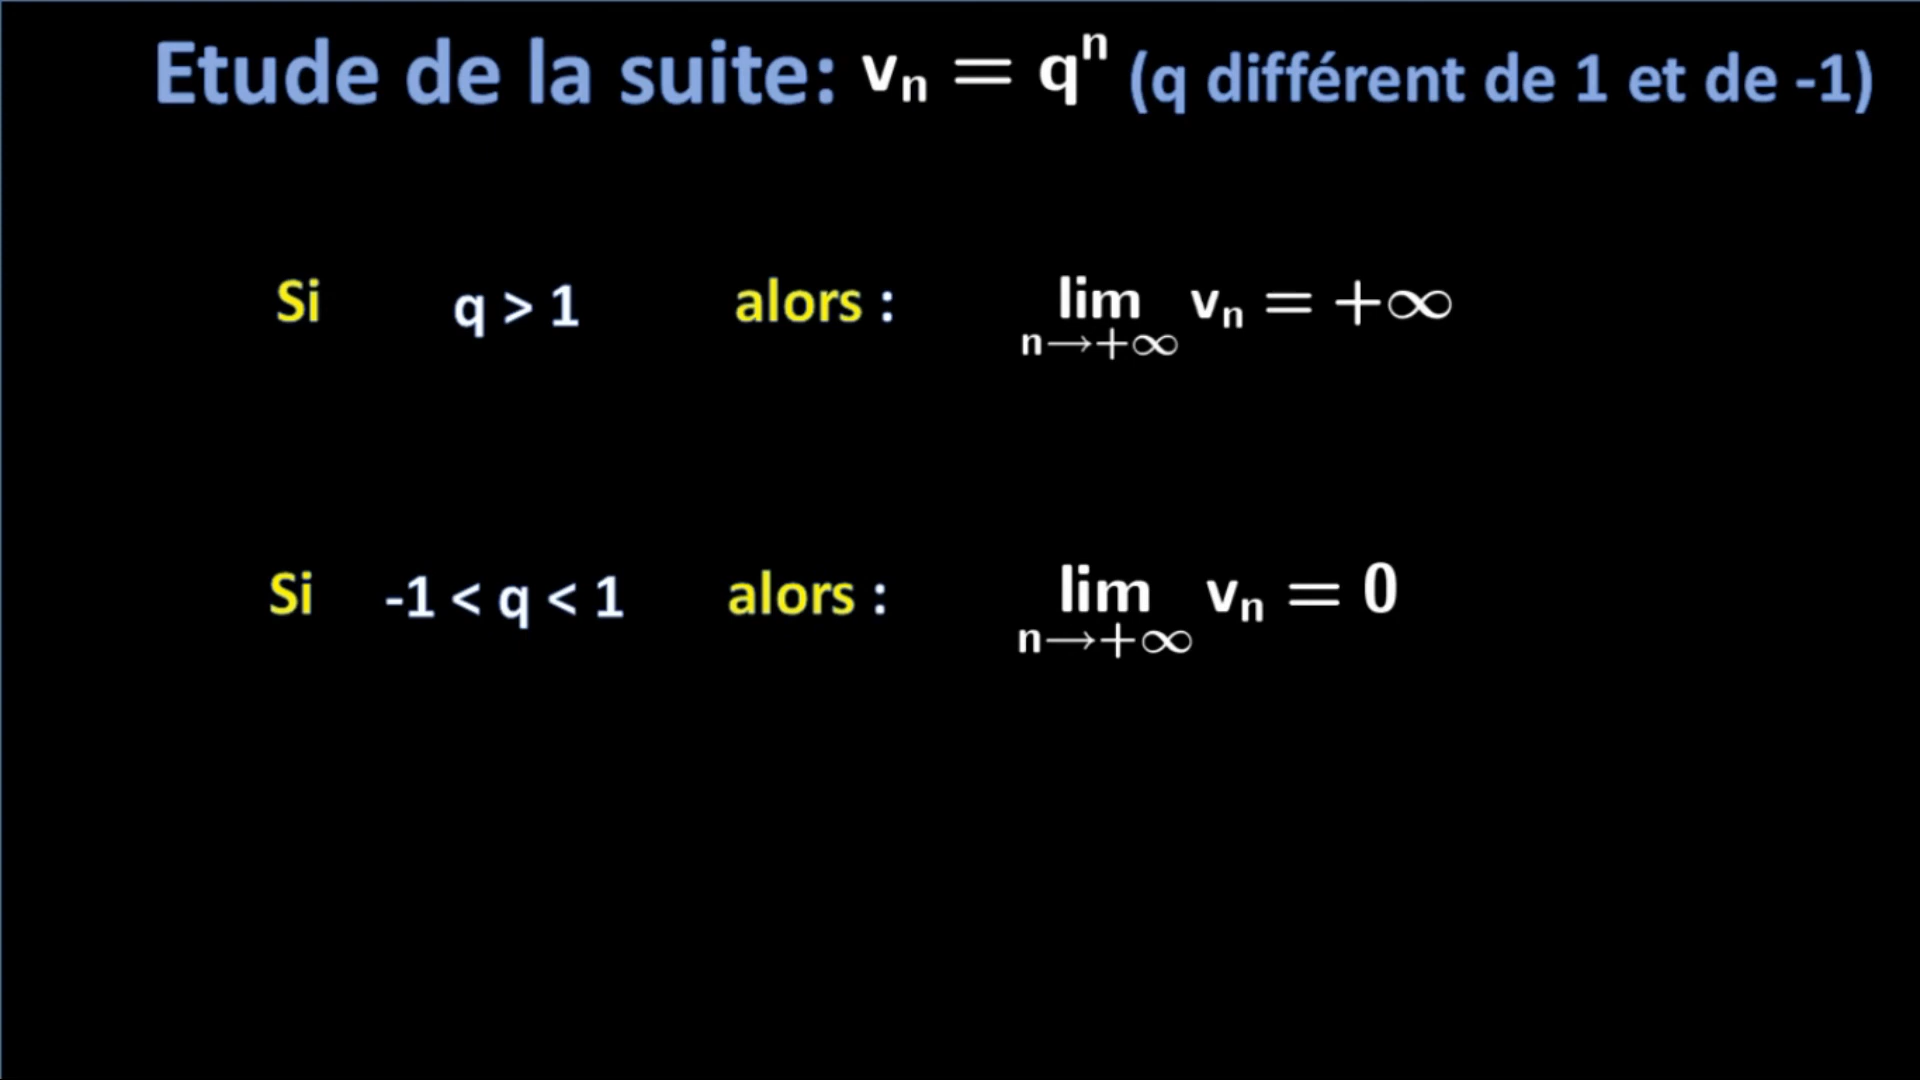 Etude de la suite: vₙ = qⁿ (q différent de 1 et de -1)
Si q > 1 alors : lim vₙ = +∞
n→+∞
Si -1 < q < 1 alors : lim vₙ = 0
n→+∞